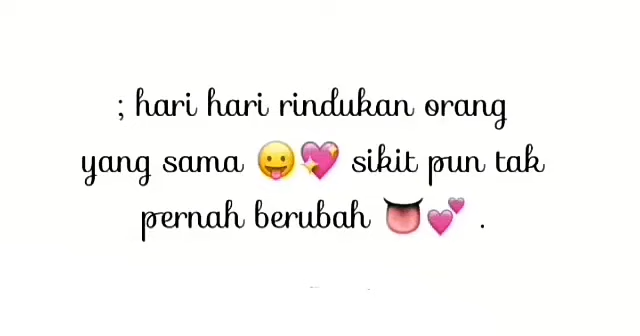 ; hari hari rindukan orang
yang sama 😛💖 sikit pun tak
pernah berubah 👅💕 .